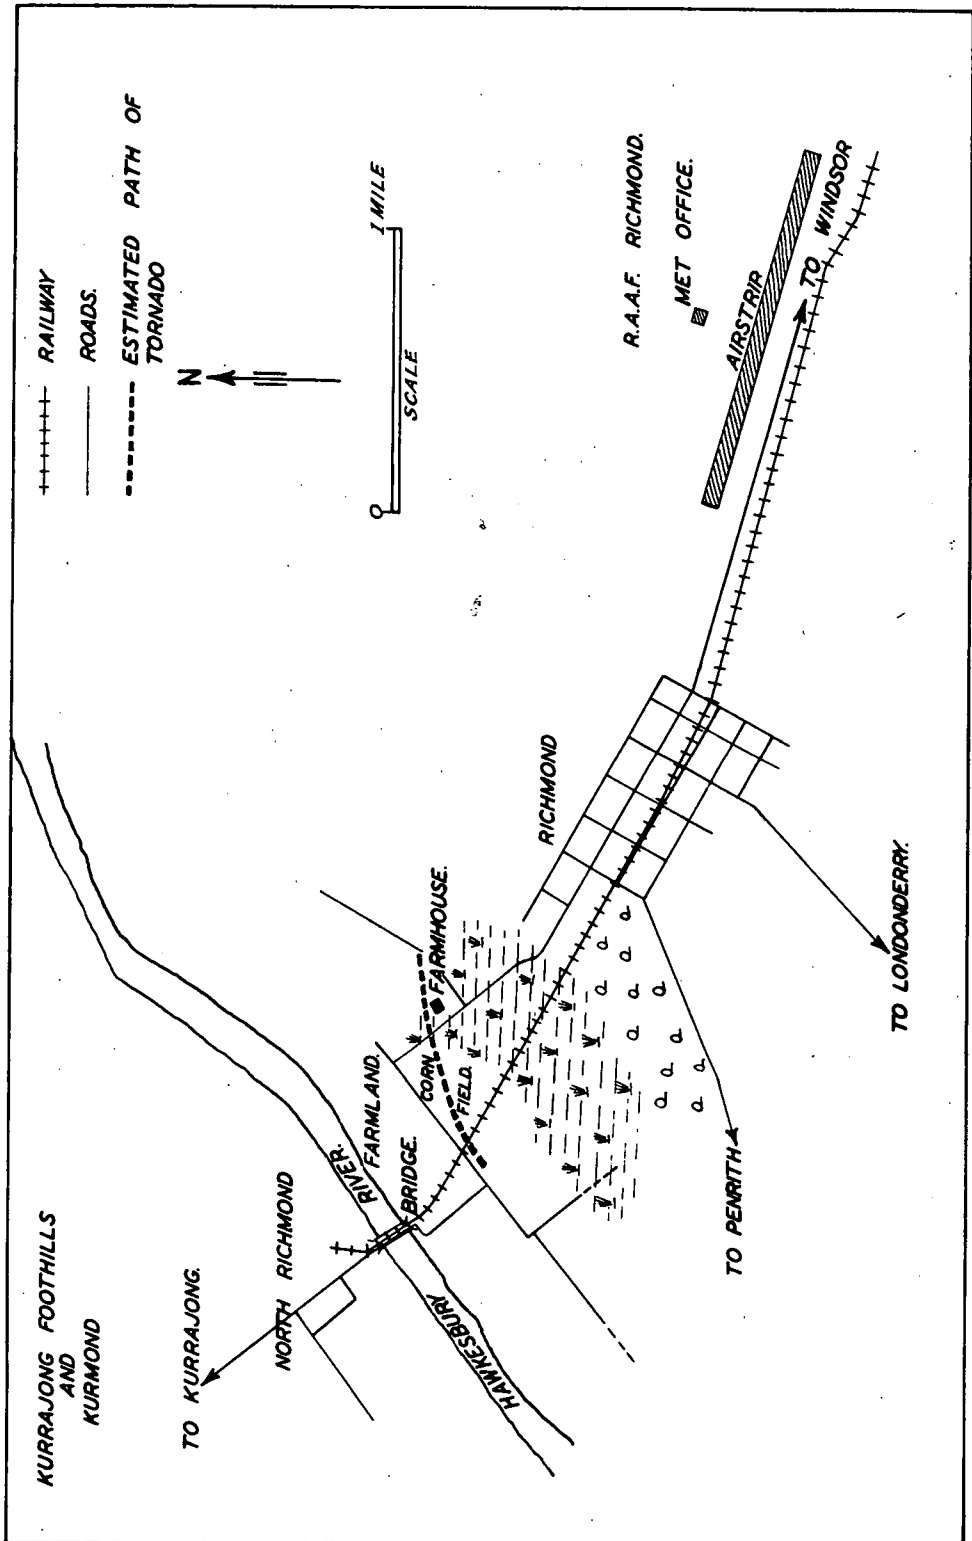 KURRAJONG FOOTHILLS
AND
KURMOND
RAILWAY
ROADS.
ESTIMATED PATH OF
TORNADO
N
TO KURRAJONG.
NORTH RICHMOND
RIVER.
HAWKESBURY
BRIDGE.
FARMLAND.
CORN
FIELD.
FARMHOUSE.
0
1 MILE
SCALE
RICHMOND
R.A.A.F. RICHMOND.
MET OFFICE.
AIRSTRIP
TO WINDSOR
TO PENRITH
TO LONDONDERRY.